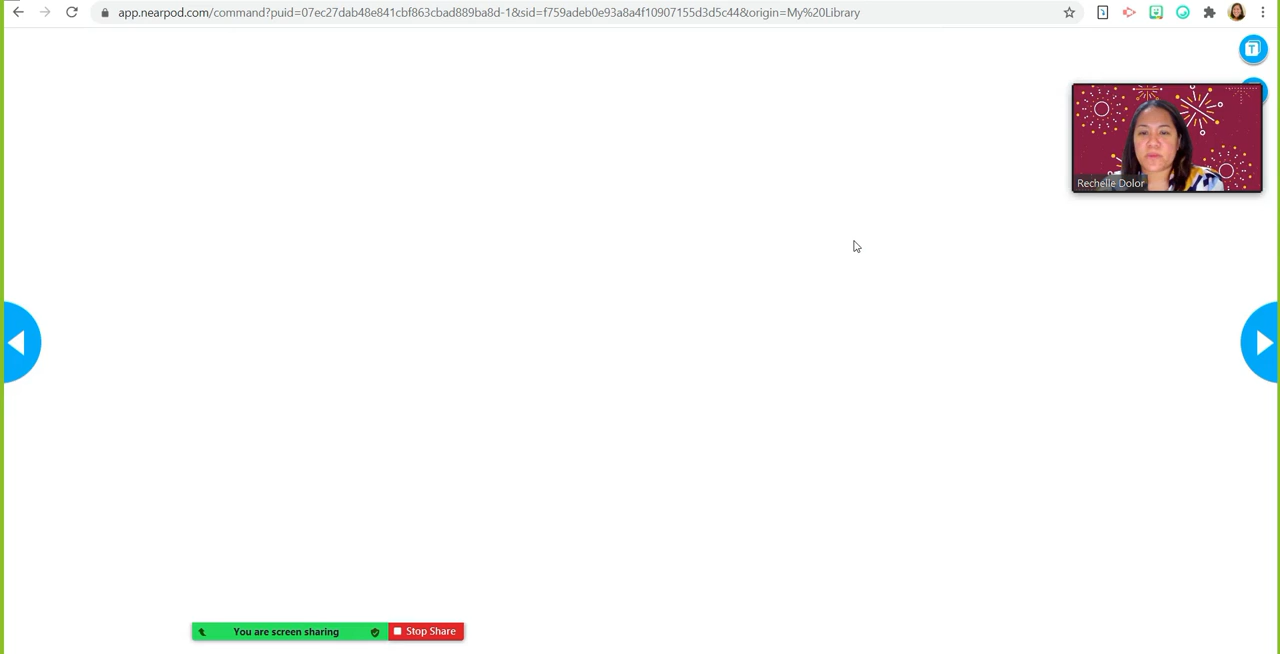 app.nearpod.com/command?puid=07ec27dab48e841cbf863cbad889ba8d-1&sid=f759adeb0e93a8a4f10907155d3d5c44&origin=My%20Library
T
Rechelle Dolor
You are screen sharing
Stop Share